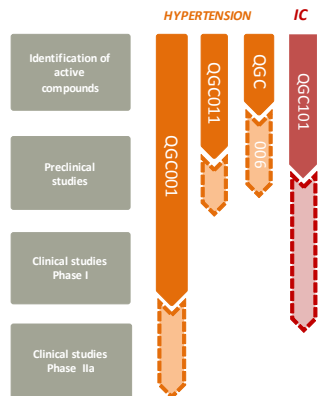 HYPERTENSION
IC
Identification of
active
compounds
Preclinical
studies
Clinical studies
Phase I
Clinical studies
Phase IIa
QGC001
QGC011
QGC
006
QGC101